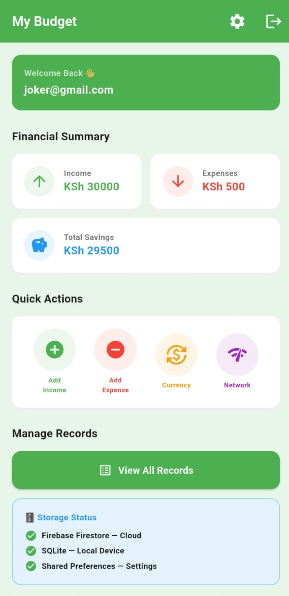 My Budget
Welcome Back 👋
joker@gmail.com
Financial Summary
Income
KSh 30000
Expenses
KSh 500
Total Savings
KSh 29500
Quick Actions
Add
Income
Add
Expense
Currency
Network
Manage Records
View All Records
🗄️ Storage Status
Firebase Firestore — Cloud
SQLite — Local Device
Shared Preferences — Settings